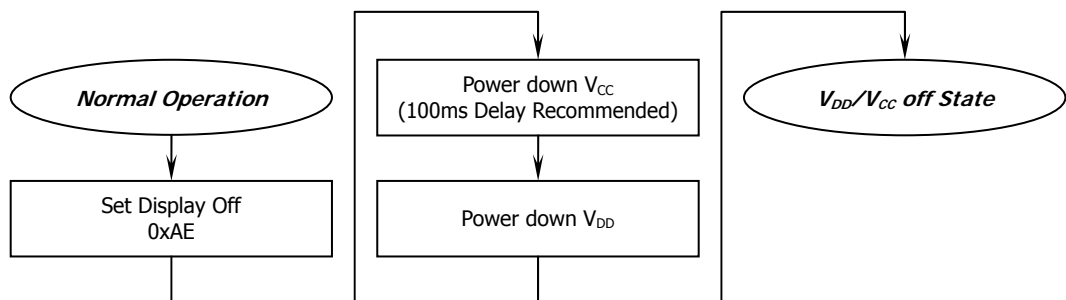 Normal Operation
Set Display Off
0xAE
Power down VCC
(100ms Delay Recommended)
Power down VDD
VDD/VCC off State